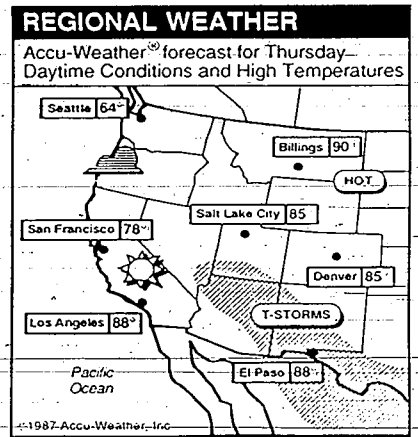 REGIONAL WEATHER
Accu-Weather® forecast for Thursday
Daytime Conditions and High Temperatures
Seattle 64°
Billings 90°
HOT
Salt Lake City 85
San Francisco 78°
Denver 85°
Los Angeles 88°
T-STORMS
El Paso 88°
Pacific
Ocean
©1987 Accu-Weather, Inc